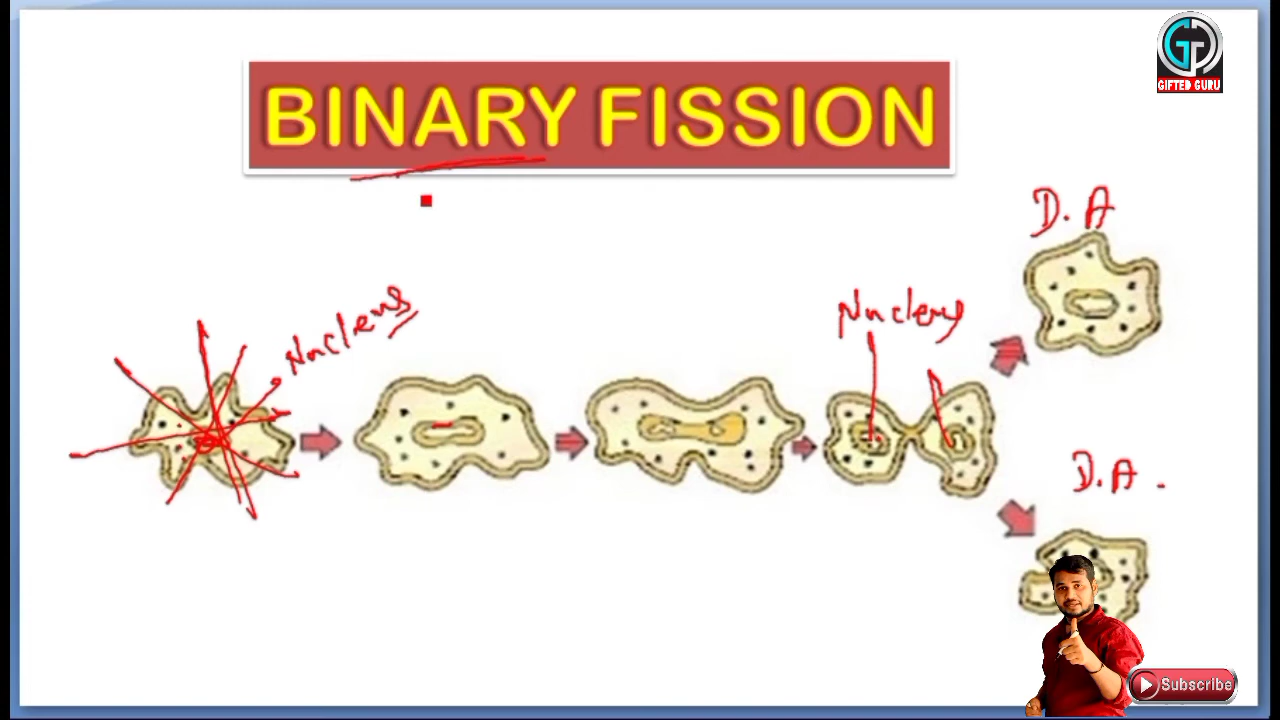 GIFTED GURU
BINARY FISSION
D.A
Nucleus
Nucleus
D.A.
Subscribe